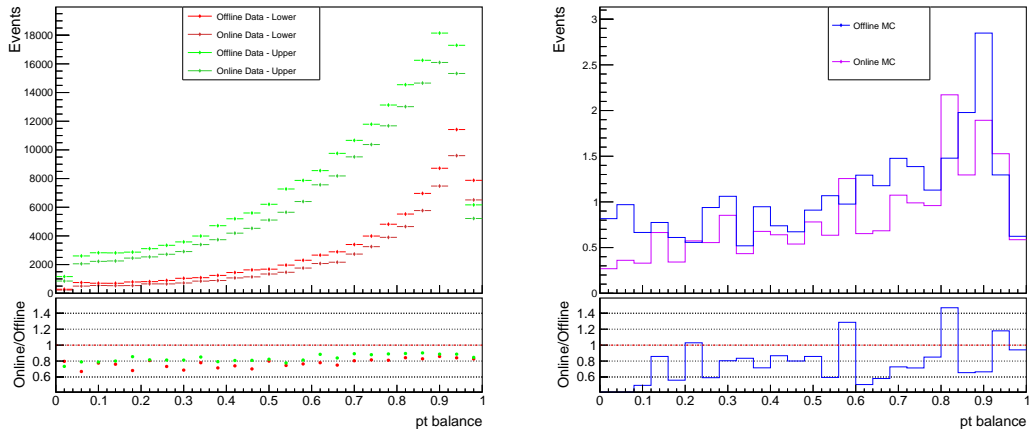 Events
18000
16000
14000
12000
10000
8000
6000
4000
2000
0
Offline Data - Lower
Online Data - Lower
Offline Data - Upper
Online Data - Upper
Online/Offline
1.4
1.2
1
0.8
0.6
0 0.1 0.2 0.3 0.4 0.5 0.6 0.7 0.8 0.9 1
pt balance
Events
3
2.5
2
1.5
1
0.5
0
Offline MC
Online MC
Online/Offline
1.4
1.2
1
0.8
0.6
0 0.1 0.2 0.3 0.4 0.5 0.6 0.7 0.8 0.9 1
pt balance